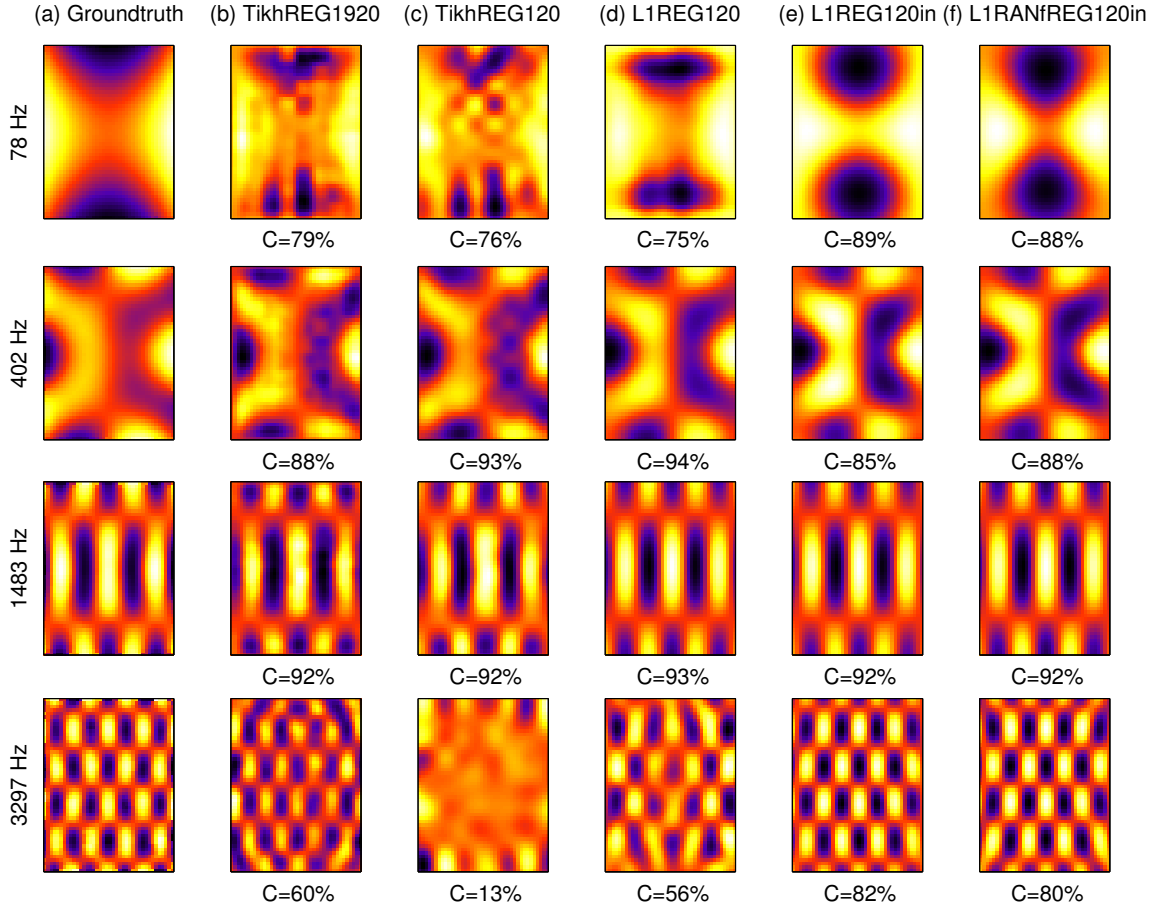 (a) Groundtruth (b) TikhREG1920 (c) TikhREG120 (d) L1REG120 (e) L1REG120in (f) L1RANfREG120in
78 Hz
C=79% C=76% C=75% C=89% C=88%
402 Hz
C=88% C=93% C=94% C=85% C=88%
1483 Hz
C=92% C=92% C=93% C=92% C=92%
3297 Hz
C=60% C=13% C=56% C=82% C=80%